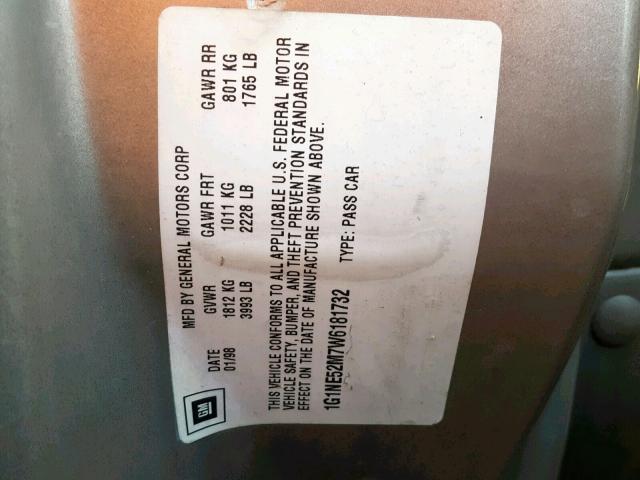 GM
MFD BY GENERAL MOTORS CORP
DATE GVWR GAWR FRT GAWR RR
01/98 1812 KG 1011 KG 801 KG
3993 LB 2228 LB 1765 LB
THIS VEHICLE CONFORMS TO ALL APPLICABLE U.S. FEDERAL MOTOR
VEHICLE SAFETY, BUMPER, AND THEFT PREVENTION STANDARDS IN
EFFECT ON THE DATE OF MANUFACTURE SHOWN ABOVE.
1G1NE52M7W6181732 TYPE: PASS CAR